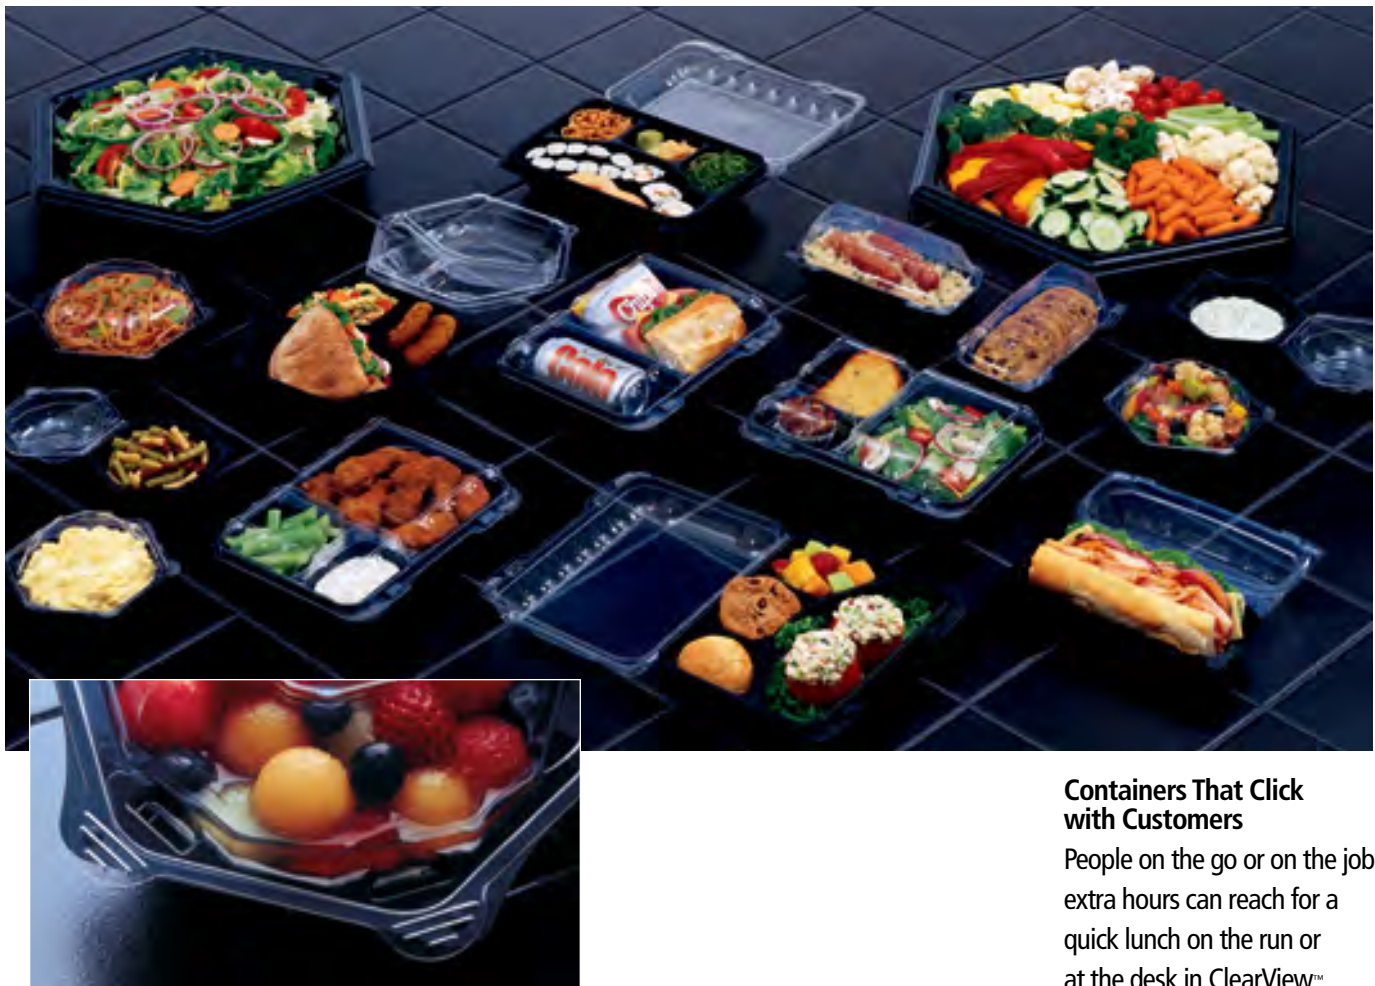 Cola
Containers That Click
with Customers
People on the go or on the job
extra hours can reach for a
quick lunch on the run or
at the desk in ClearView™